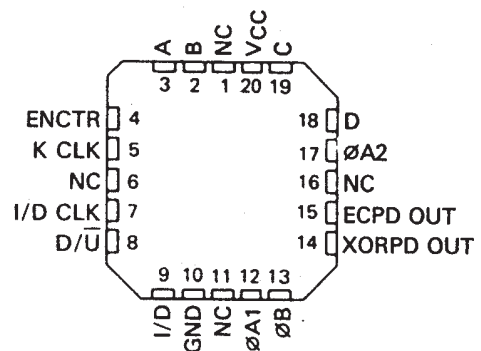 A B NC VCC C
3 2 1 20 19
ENCTR 4 18 D
K CLK 5 17 ØA2
NC 6 16 NC
I/D CLK 7 15 ECPD OUT
D/U̅ 8 14 XORPD OUT
9 10 11 12 13
I/D GND NC ØA1 ØB